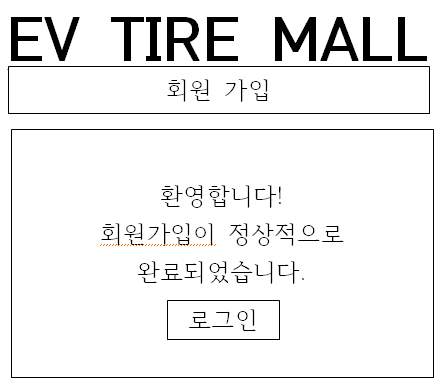 EV TIRE MALL
회원 가입
환영합니다!
회원가입이 정상적으로
완료되었습니다.
로그인